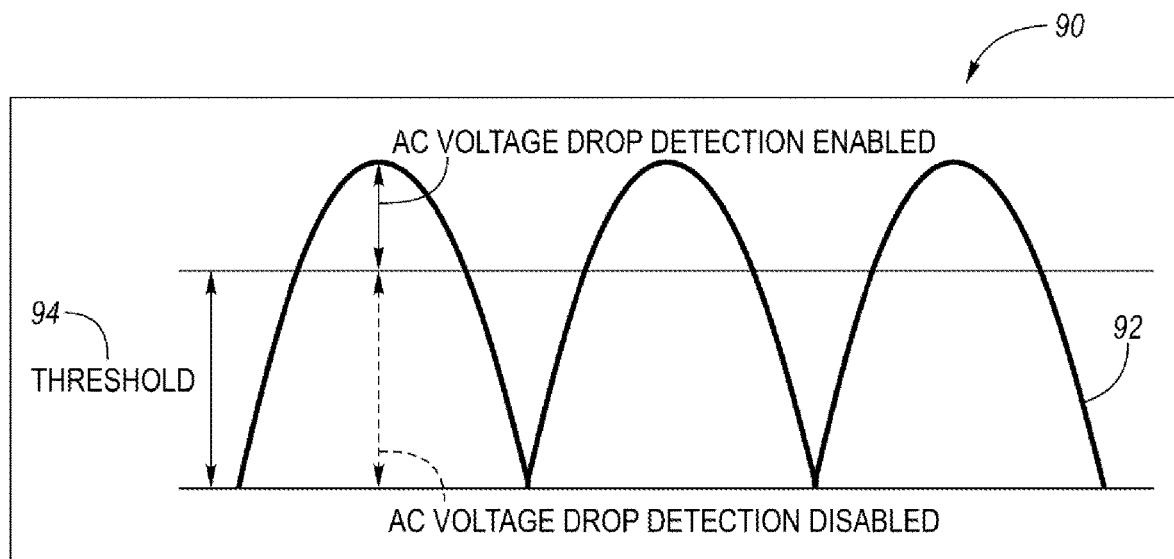 90
AC VOLTAGE DROP DETECTION ENABLED
94
THRESHOLD
92
AC VOLTAGE DROP DETECTION DISABLED